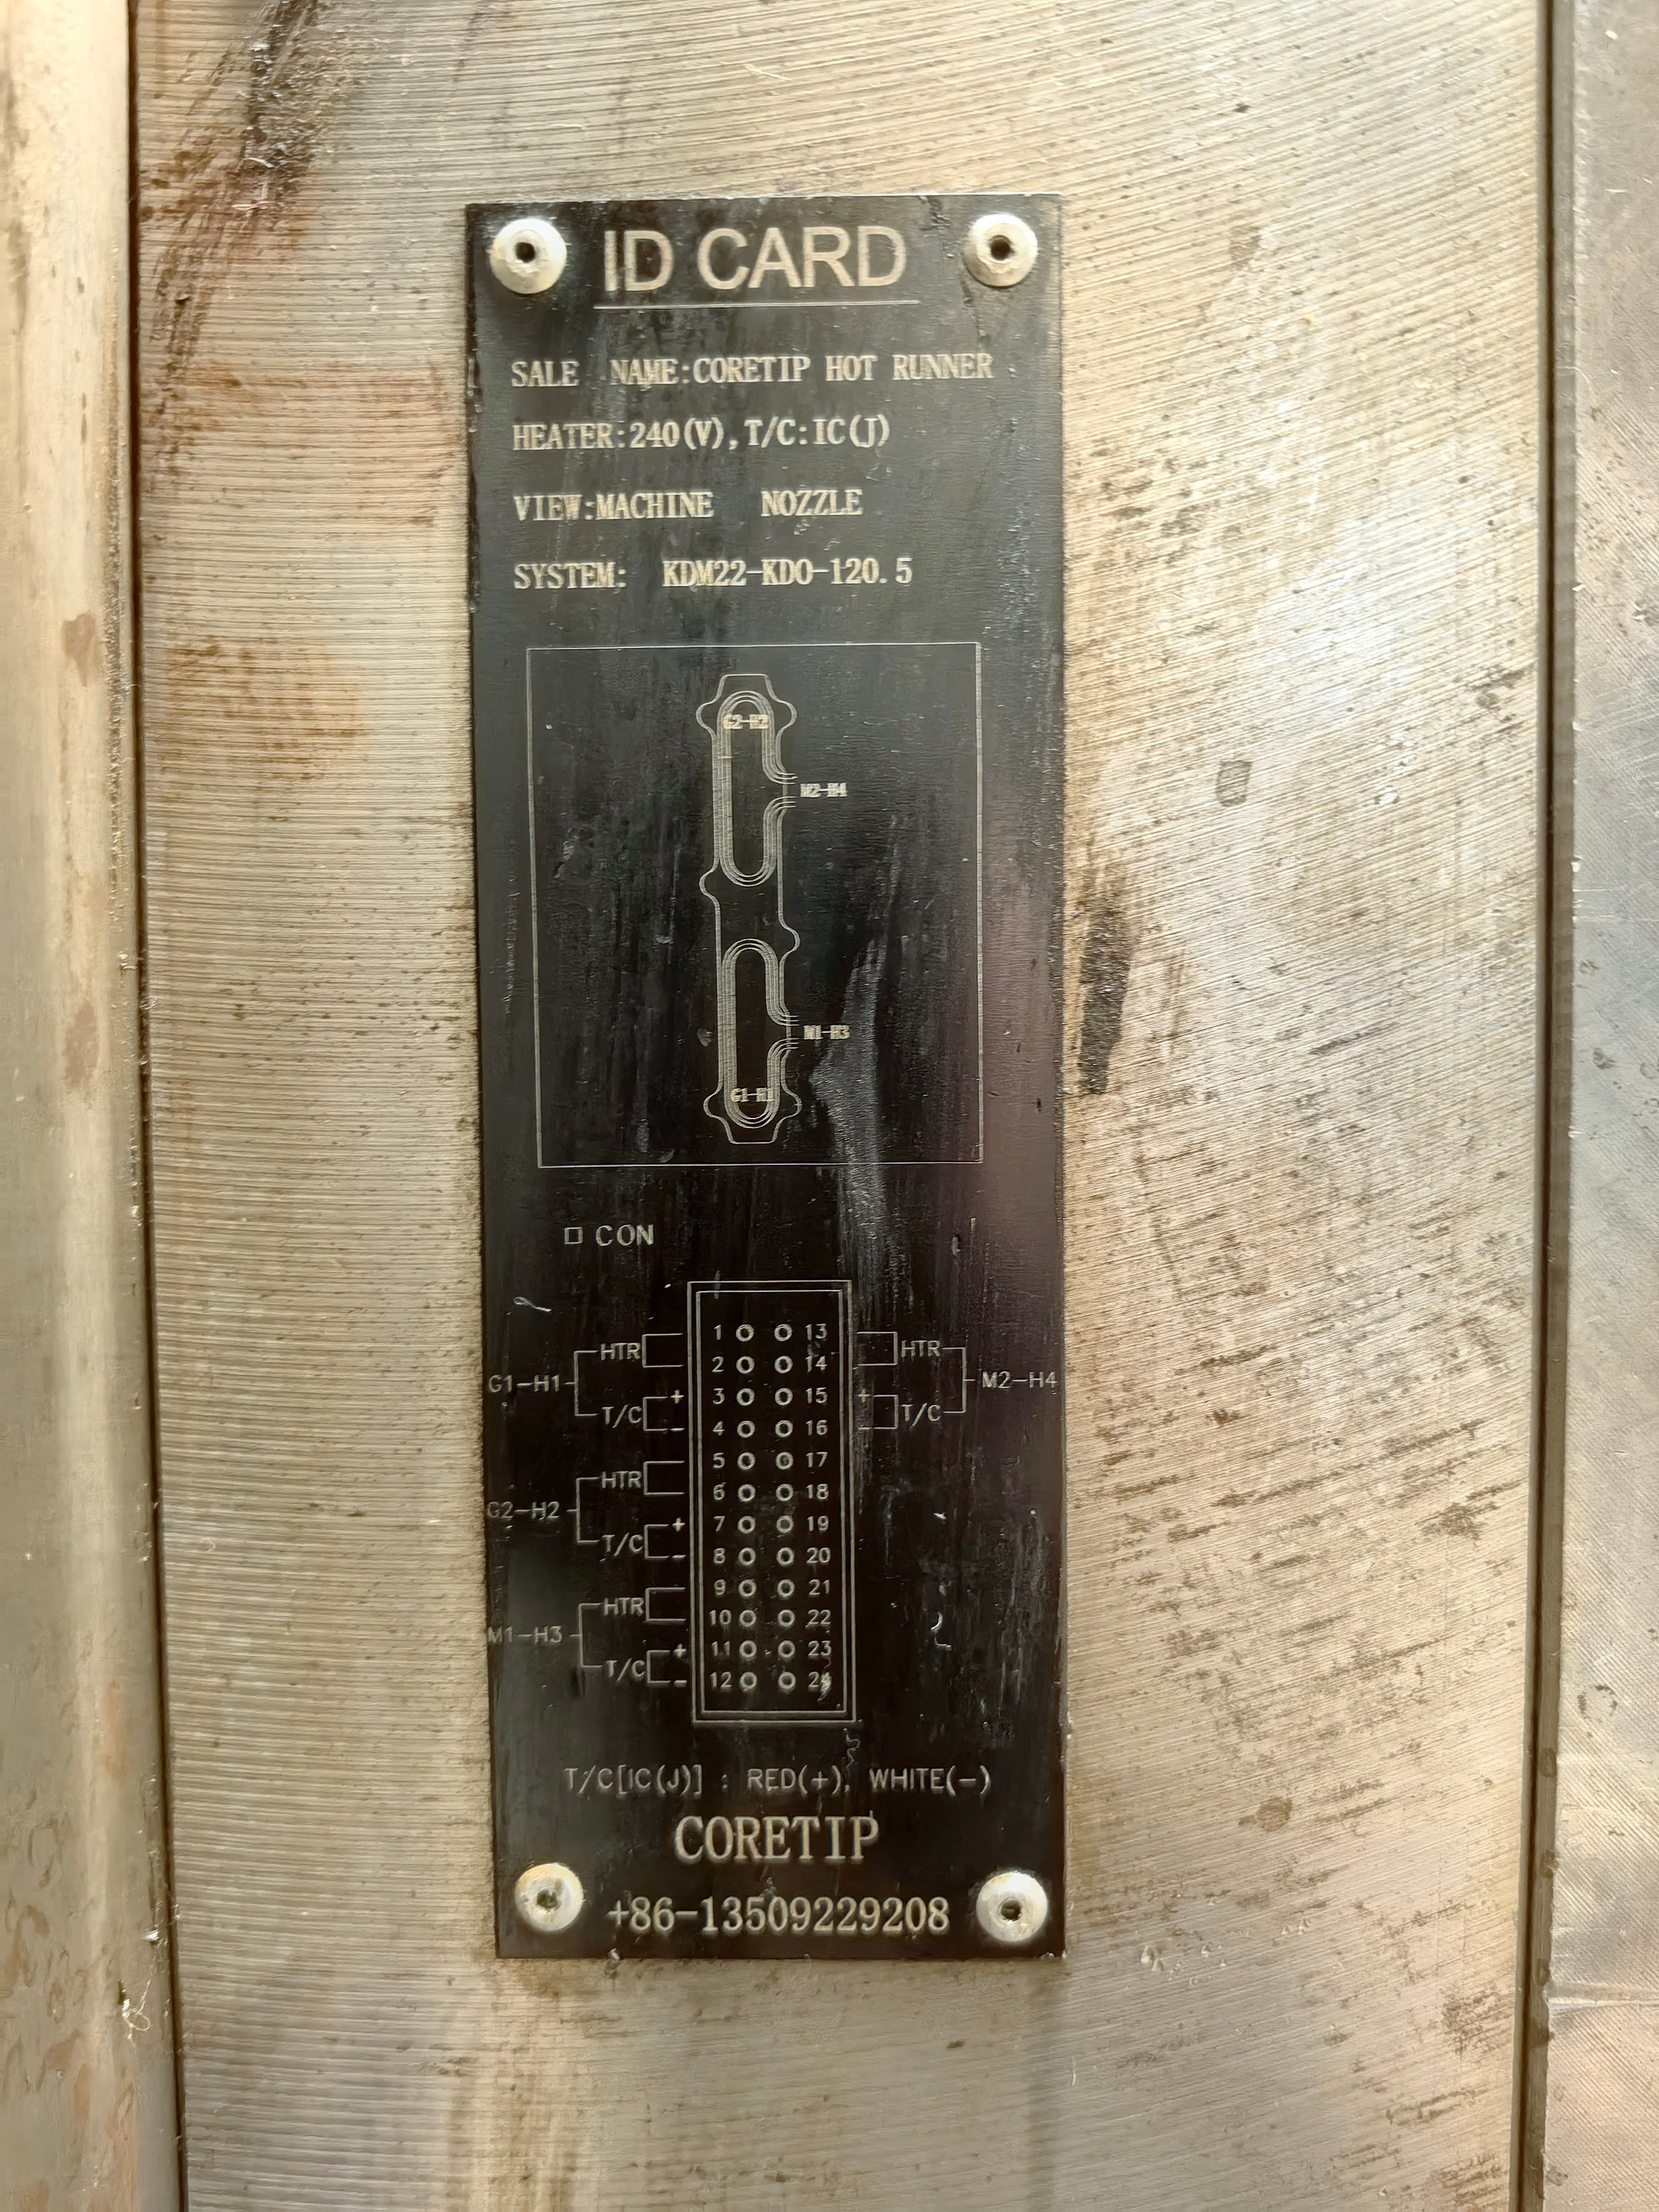 ID CARD
SALE NAME:CORETIP HOT RUNNER
HEATER:240(V),T/C:IC(J)
VIEW:MACHINE NOZZLE
SYSTEM: KDM22-KDO-120.5
G2-H2
M2-H4
M1-H3
G1-H1
CON
1 13
HTR HTR
2 14
G1-H1 M2-H4
+ 3 15 +
T/C T/C
- 4 16
5 17
HTR
6 18
G2-H2
+ 7 19
T/C
- 8 20
9 21
HTR
10 22
M1-H3
+ 11 23
T/C
- 12 24
T/C[IC(J)] : RED(+), WHITE(-)
CORETIP
+86-13509229208